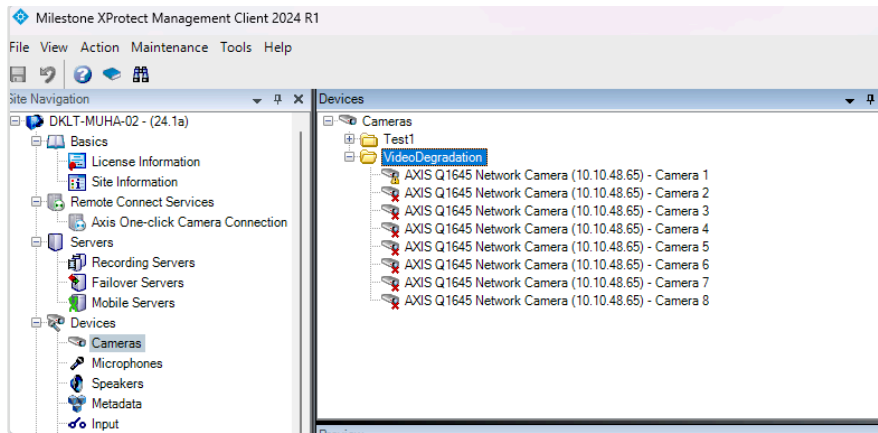 Milestone XProtect Management Client 2024 R1
File View Action Maintenance Tools Help
Site Navigation
DKLT-MUHA-02 - (24.1a)
Basics
License Information
Site Information
Remote Connect Services
Axis One-click Camera Connection
Servers
Recording Servers
Failover Servers
Mobile Servers
Devices
Cameras
Microphones
Speakers
Metadata
Input
Devices
Cameras
Test1
VideoDegradation
AXIS Q1645 Network Camera (10.10.48.65) - Camera 1
AXIS Q1645 Network Camera (10.10.48.65) - Camera 2
AXIS Q1645 Network Camera (10.10.48.65) - Camera 3
AXIS Q1645 Network Camera (10.10.48.65) - Camera 4
AXIS Q1645 Network Camera (10.10.48.65) - Camera 5
AXIS Q1645 Network Camera (10.10.48.65) - Camera 6
AXIS Q1645 Network Camera (10.10.48.65) - Camera 7
AXIS Q1645 Network Camera (10.10.48.65) - Camera 8